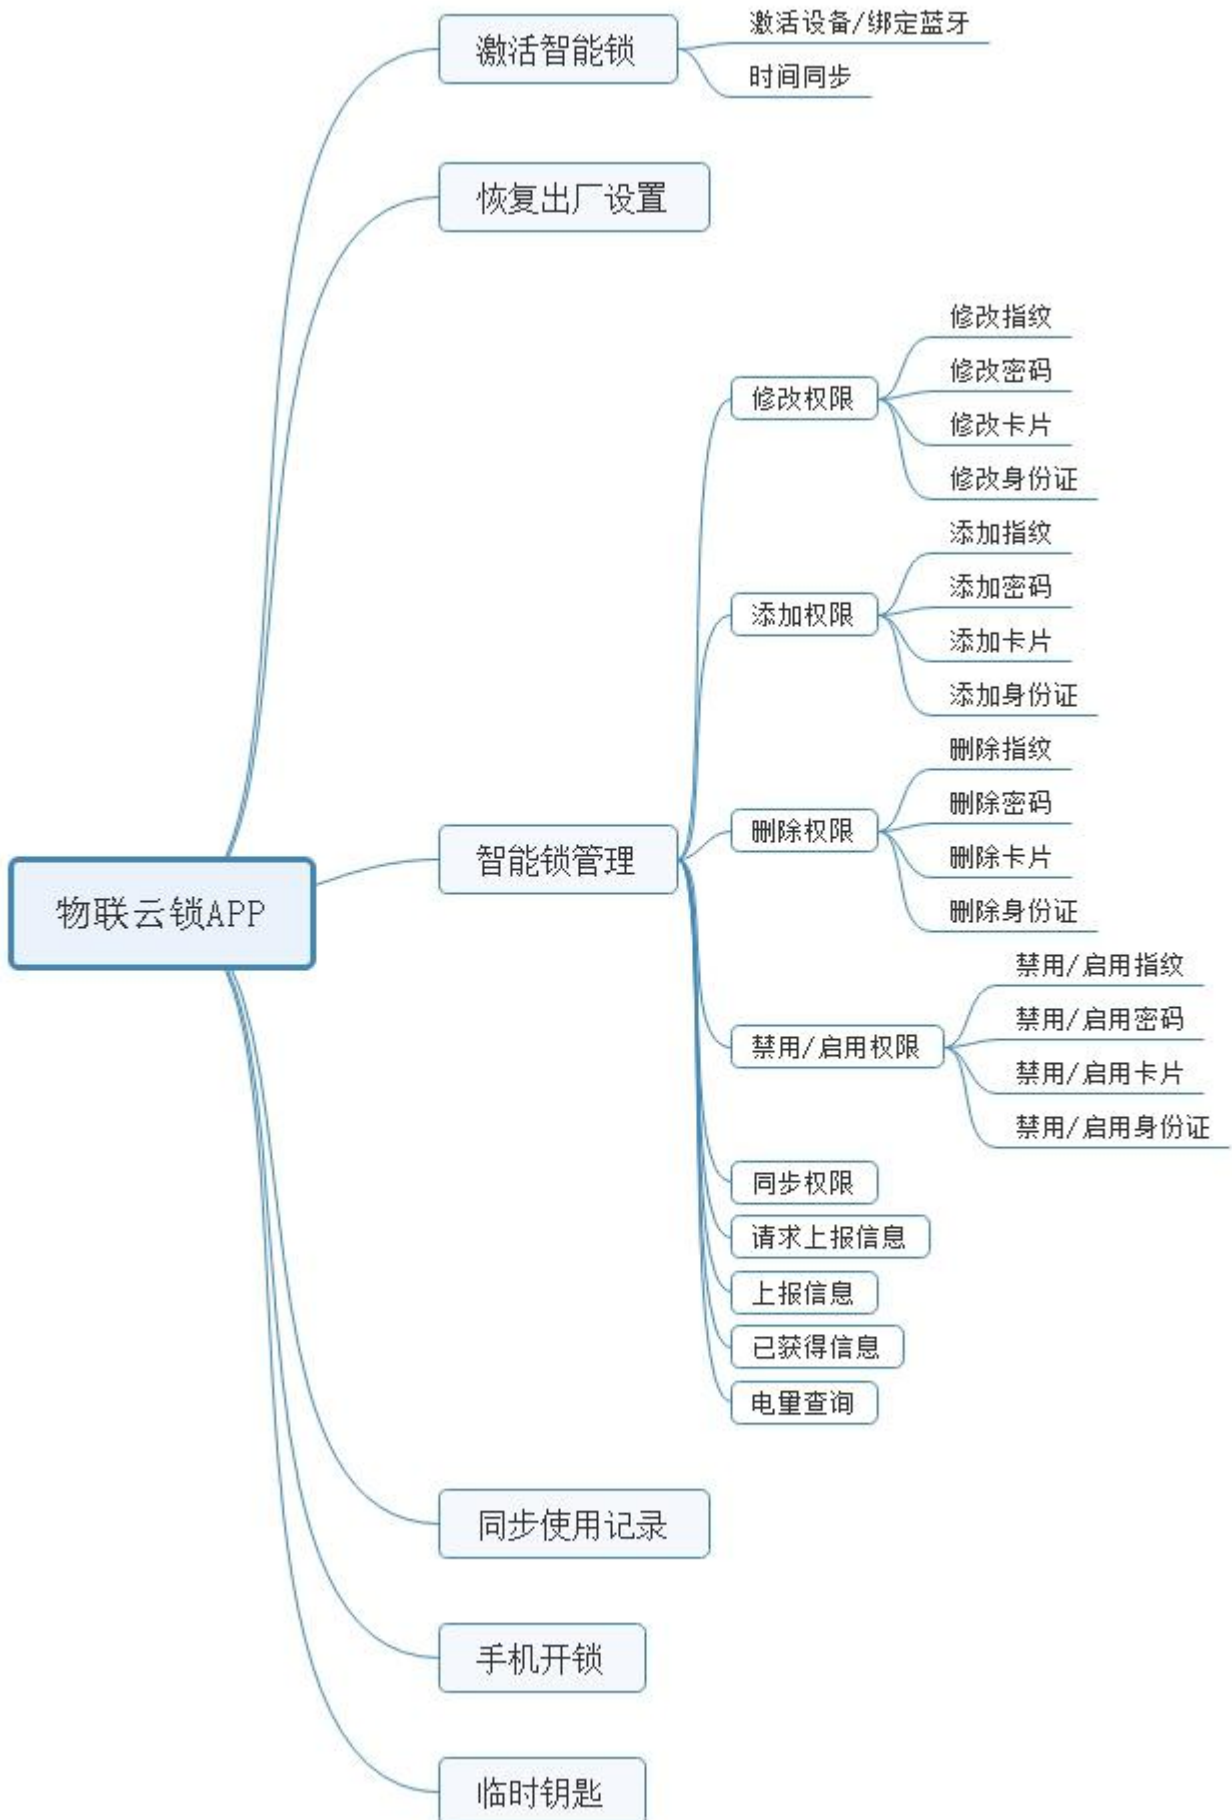 激活智能锁
激活设备/绑定蓝牙
时间同步
恢复出厂设置
物联云锁APP
智能锁管理
修改权限
修改指纹
修改密码
修改卡片
修改身份证
添加权限
添加指纹
添加密码
添加卡片
添加身份证
删除权限
删除指纹
删除密码
删除卡片
删除身份证
禁用/启用权限
禁用/启用指纹
禁用/启用密码
禁用/启用卡片
禁用/启用身份证
同步权限
请求上报信息
上报信息
已获得信息
电量查询
同步使用记录
手机开锁
临时钥匙